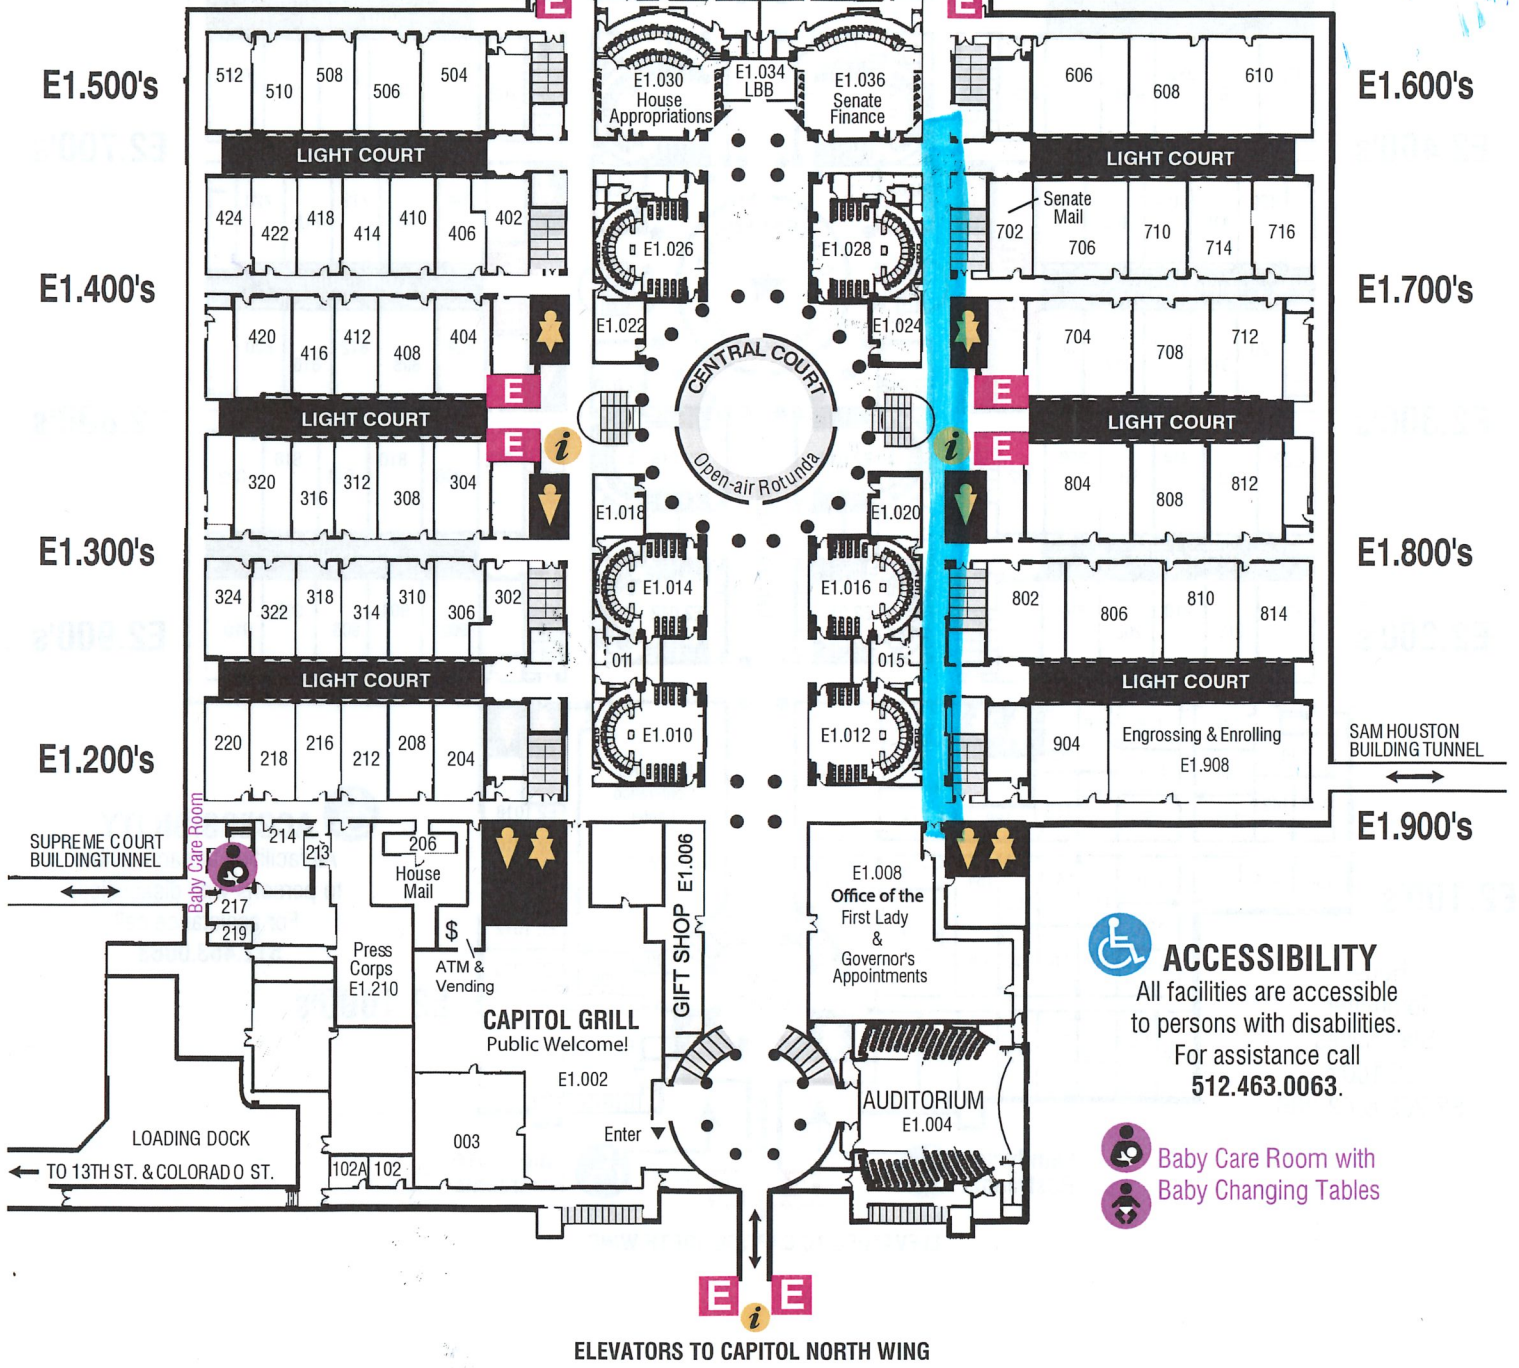 E
E
E1.500's
512
510
508
506
504
E1.030
House
Appropriations
E1.034
LBB
E1.036
Senate
Finance
606
608
610
E1.600's
LIGHT COURT
LIGHT COURT
424
422
418
414
410
406
402
E1.026
E1.028
702
Senate
Mail
706
710
714
716
E1.400's
E1.700's
420
416
412
408
404
E1.022
E1.024
704
708
712
CENTRAL COURT
Open-air Rotunda
E
E
LIGHT COURT
LIGHT COURT
E
i
i
E
320
316
312
308
304
E1.018
E1.020
804
808
812
E1.300's
E1.800's
324
322
318
314
310
306
302
E1.014
E1.016
802
806
810
814
011
015
LIGHT COURT
LIGHT COURT
220
218
216
212
208
204
E1.010
E1.012
904
Engrossing & Enrolling
E1.908
E1.200's
SAM HOUSTON
BUILDING TUNNEL
E1.900's
Baby Care Room
SUPREME COURT
BUILDINGTUNNEL
214
213
206
House
Mail
217
219
$
ATM &
Vending
Press
Corps
E1.210
GIFT SHOP E1.006
E1.008
Office of the
First Lady
&
Governor's
Appointments
CAPITOL GRILL
Public Welcome!
E1.002
ACCESSIBILITY
All facilities are accessible
to persons with disabilities.
For assistance call
512.463.0063.
AUDITORIUM
E1.004
003
Enter
LOADING DOCK
TO 13TH ST. & COLORADO ST.
102A
102
Baby Care Room with
Baby Changing Tables
E
E
i
ELEVATORS TO CAPITOL NORTH WING